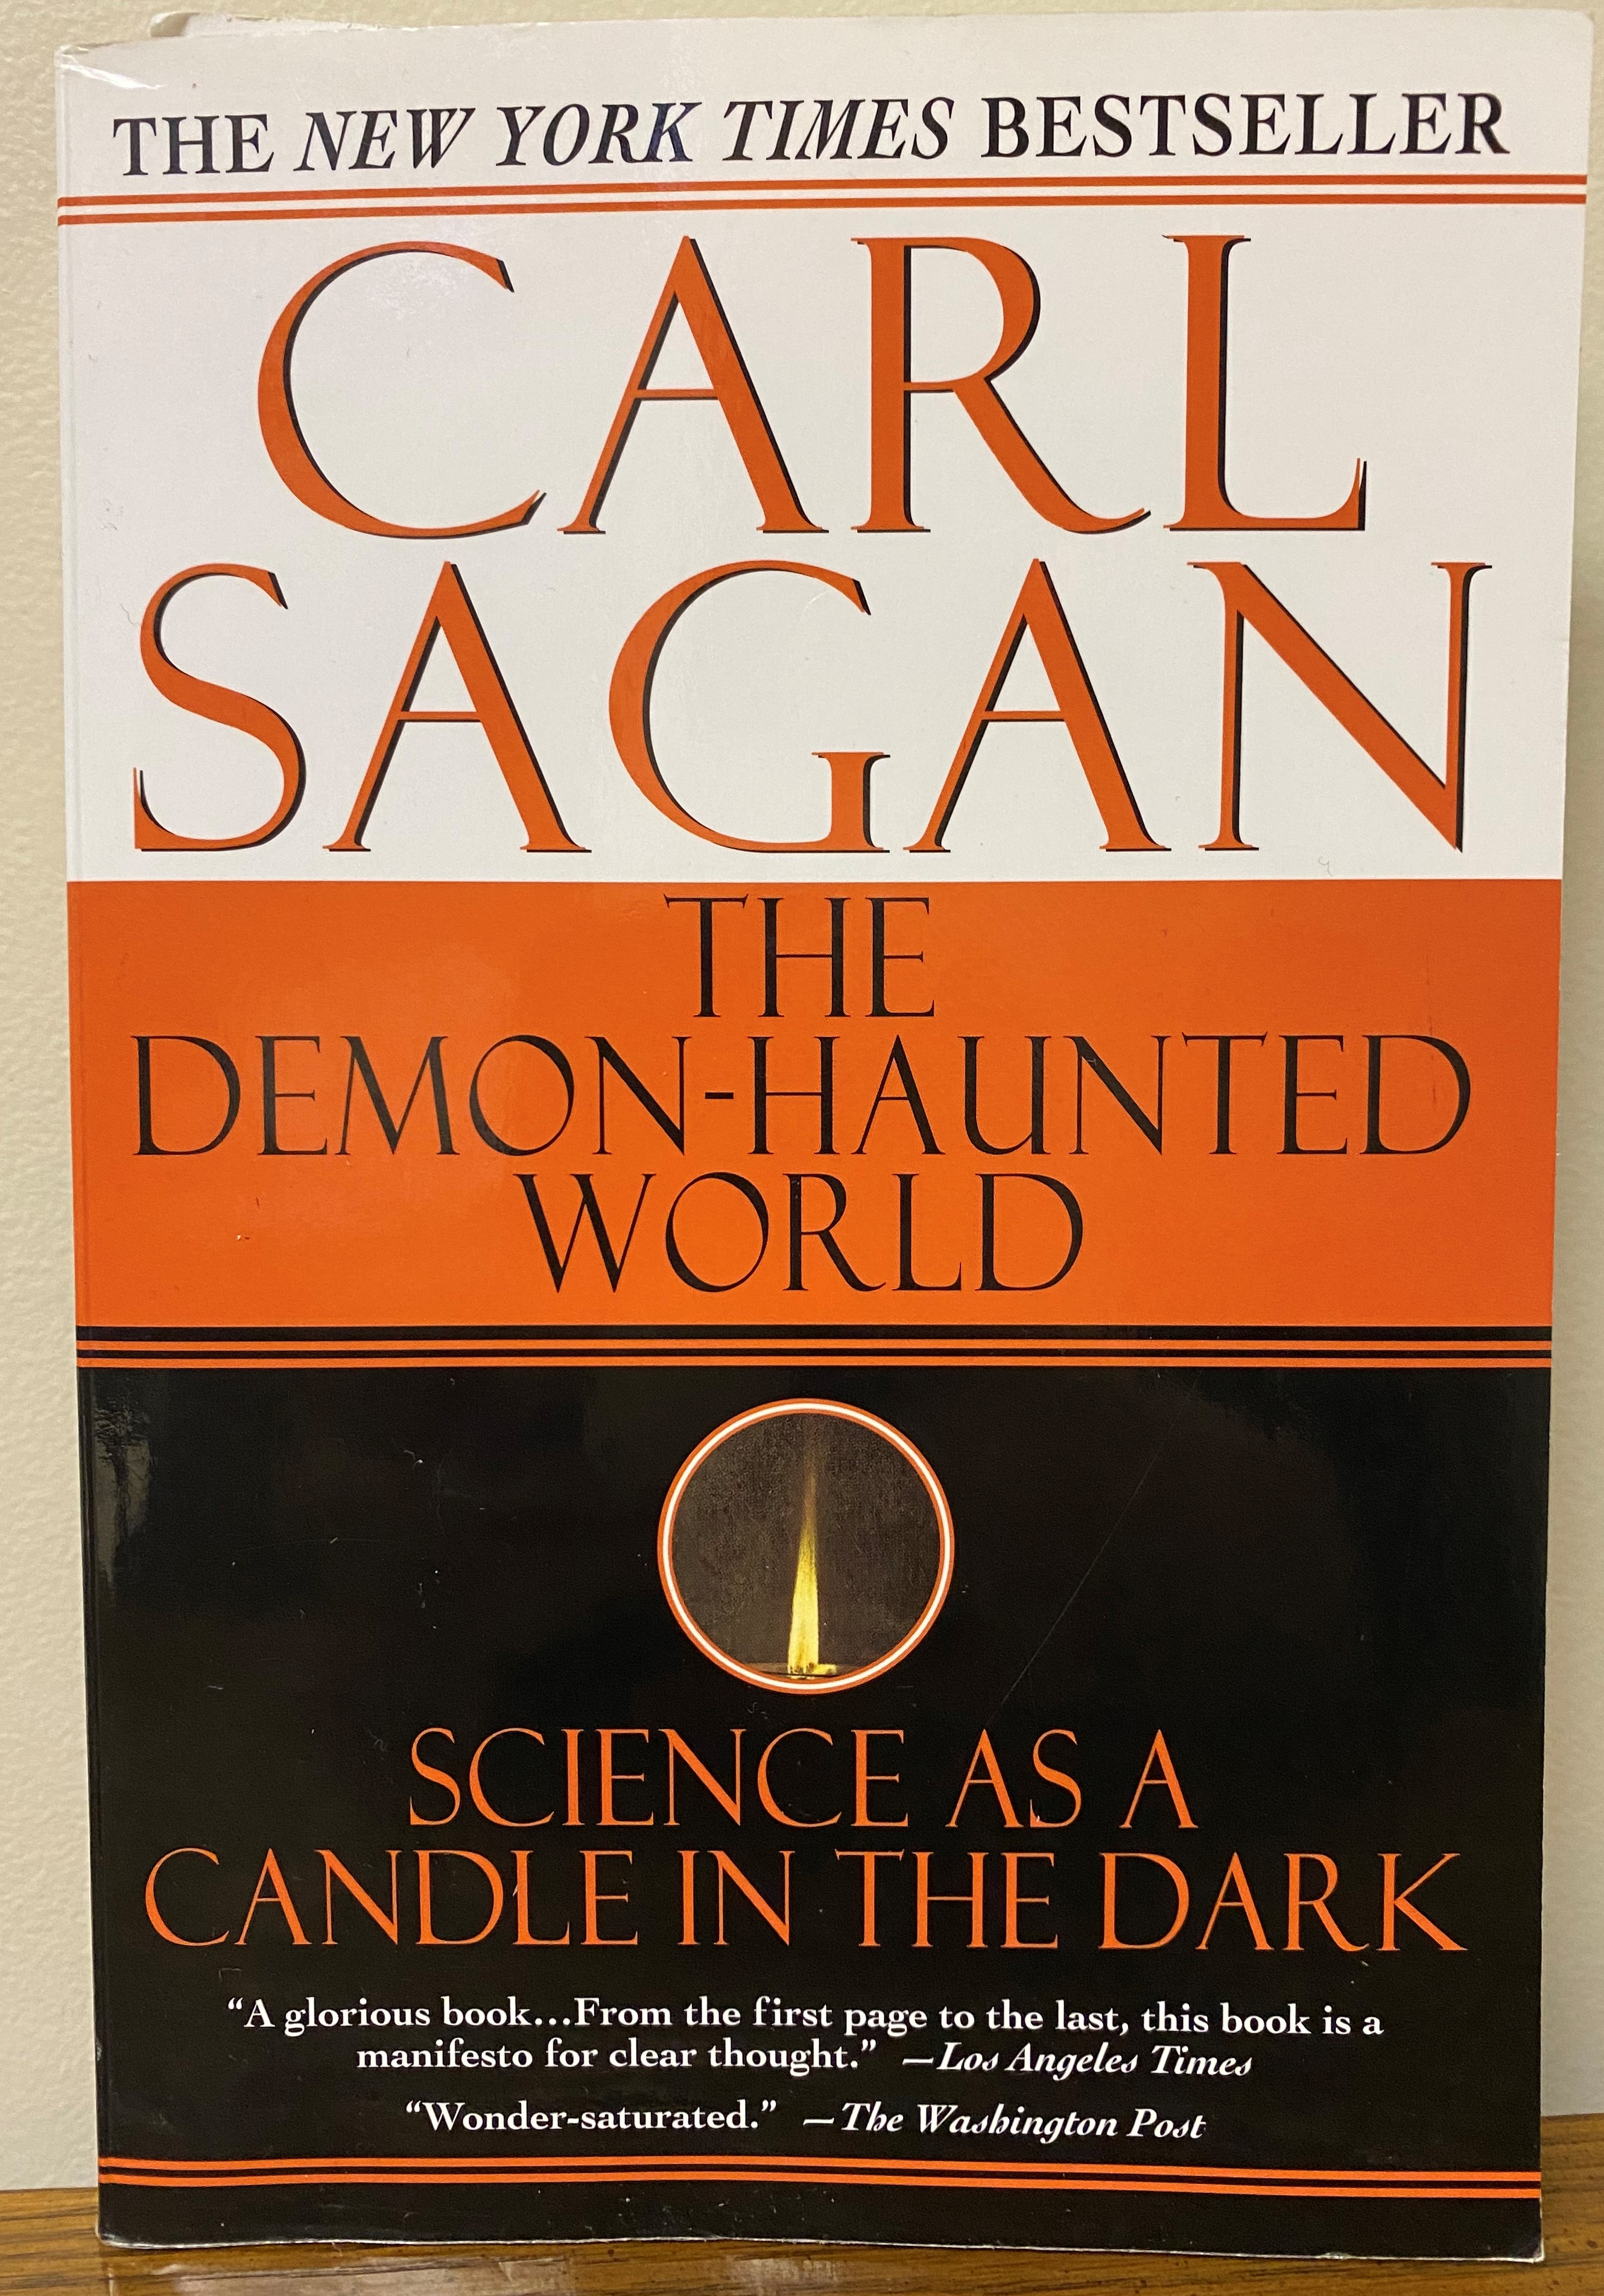 THE NEW YORK TIMES BESTSELLER
CARL
SAGAN
THE
DEMON-HAUNTED
WORLD
SCIENCE AS A
CANDLE IN THE DARK
“A glorious book...From the first page to the last, this book is a
manifesto for clear thought.” —Los Angeles Times
“Wonder-saturated.” —The Washington Post